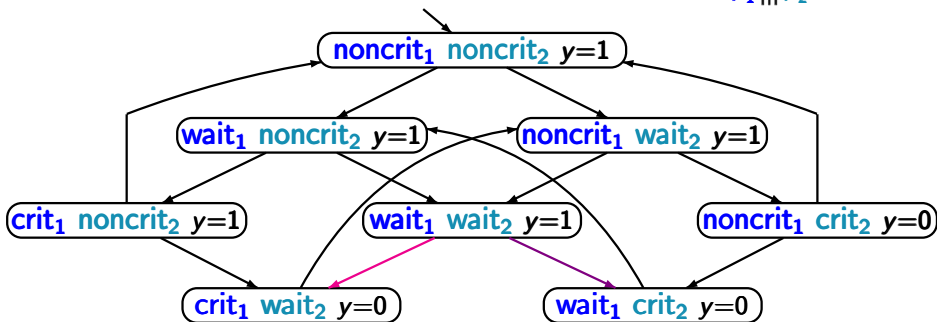 noncrit₁ noncrit₂ y=1
wait₁ noncrit₂ y=1 noncrit₁ wait₂ y=1
crit₁ noncrit₂ y=1 wait₁ wait₂ y=1 noncrit₁ crit₂ y=0
crit₁ wait₂ y=0 wait₁ crit₂ y=0